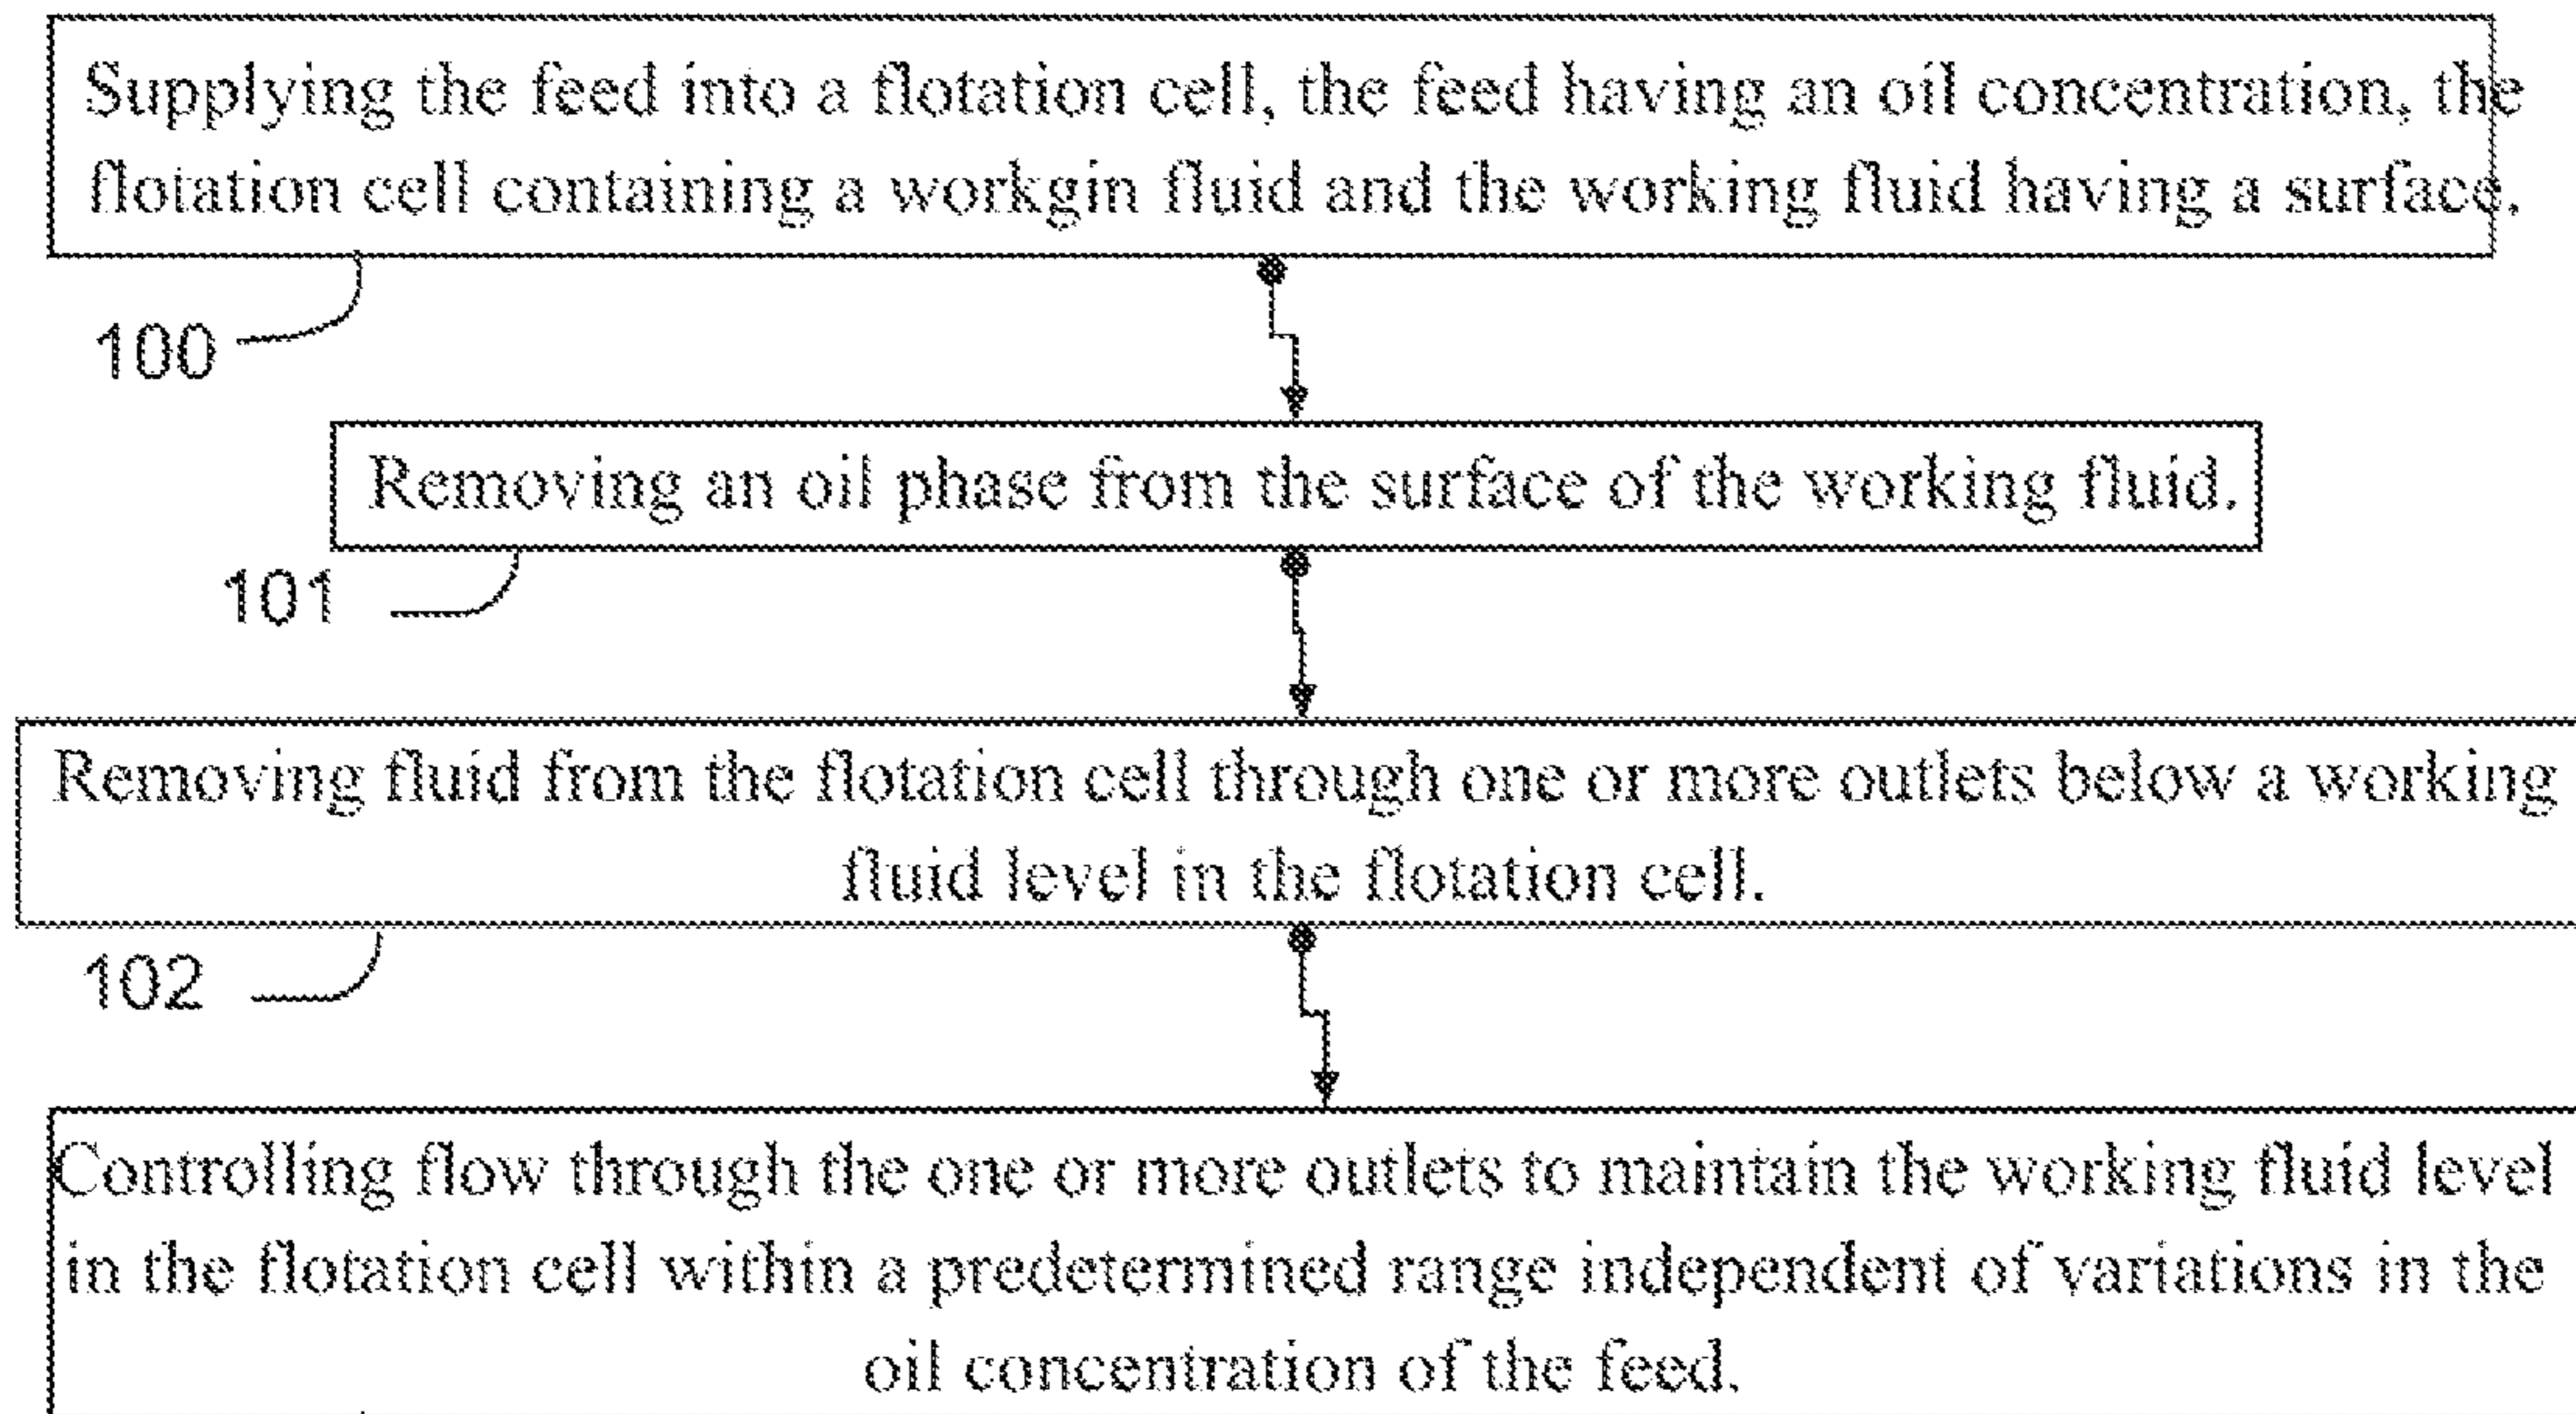 Supplying the feed into a flotation cell, the feed having an oil concentration, the
flotation cell containing a workgin fluid and the working fluid having a surface.
100
Removing an oil phase from the surface of the working fluid.
101
Removing fluid from the flotation cell through one or more outlets below a working
fluid level in the flotation cell.
102
Controlling flow through the one or more outlets to maintain the working fluid level
in the flotation cell within a predetermined range independent of variations in the
oil concentration of the feed.